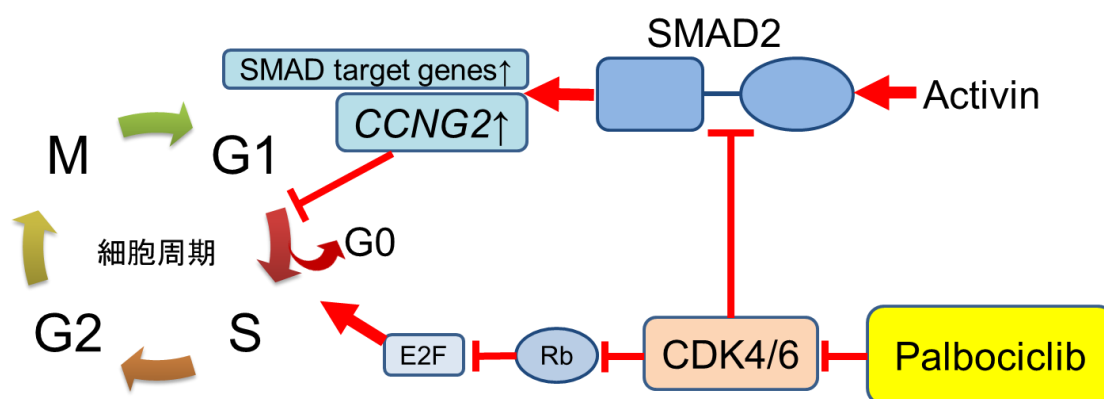 SMAD2
SMAD target genes↑
Activin
CCNG2↑
M
G1
細胞周期
G0
G2
S
E2F
Rb
CDK4/6
Palbociclib